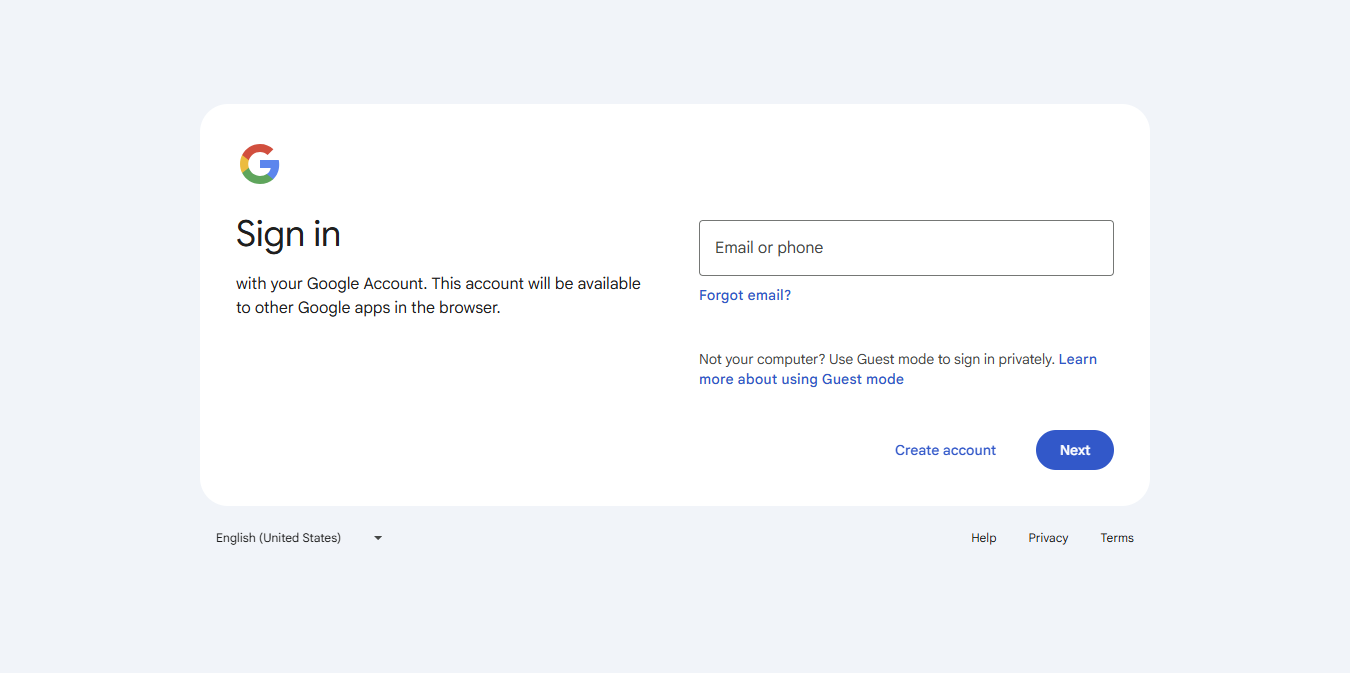 Sign in
with your Google Account. This account will be available
to other Google apps in the browser.
Email or phone
Forgot email?
Not your computer? Use Guest mode to sign in privately. Learn
more about using Guest mode
Create account
Next
English (United States)
Help
Privacy
Terms